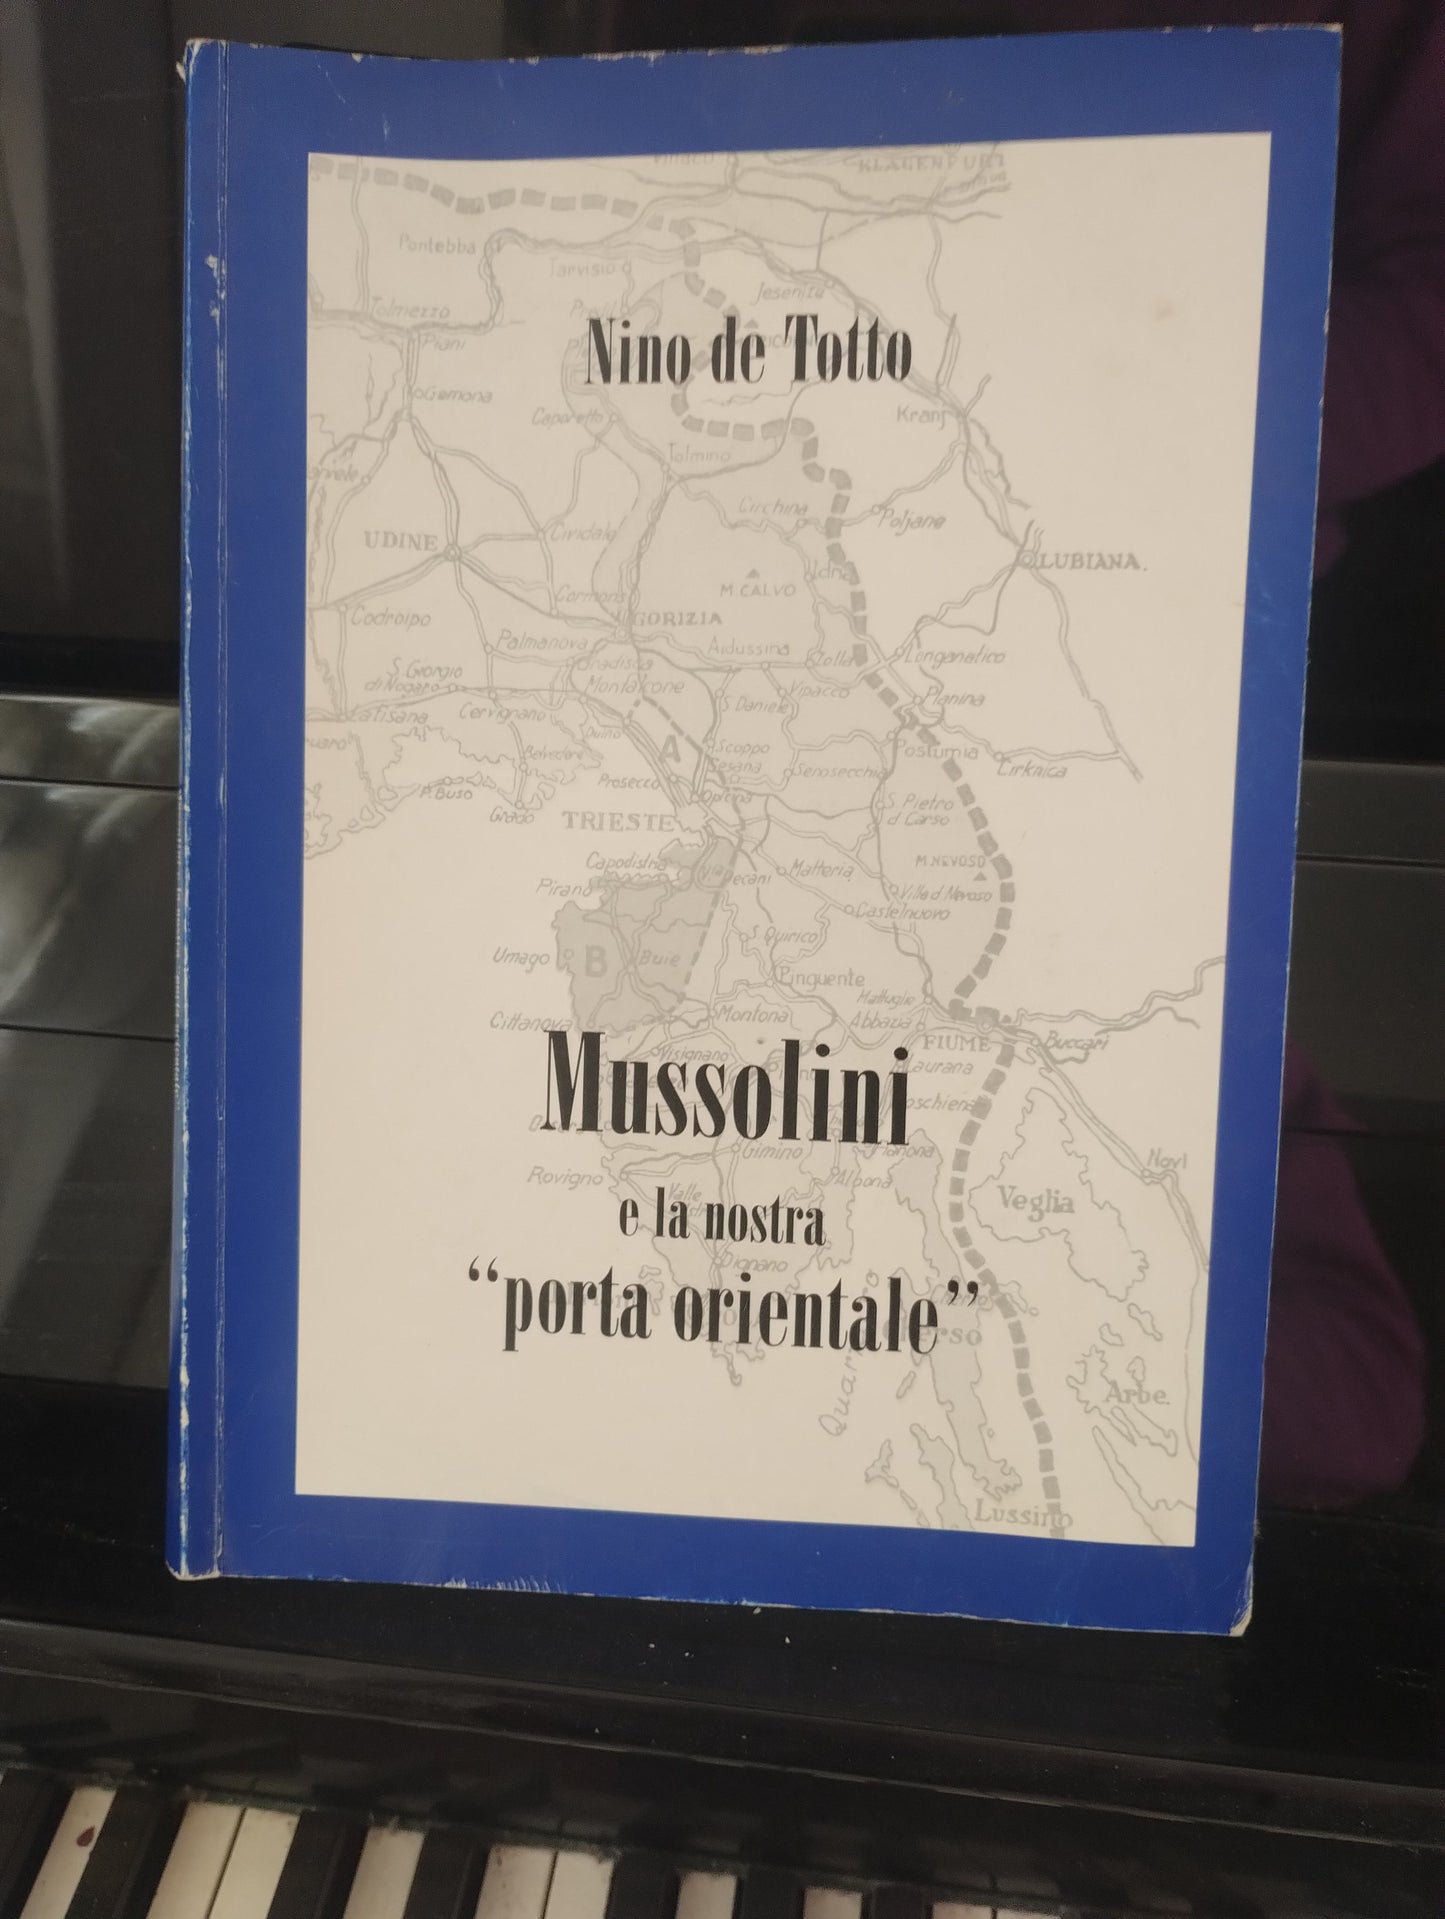 KLAGENFURT
Pontebba
Tarvisio
Jesenita
Tolmezzo
Nino de Totto
Piani
Gemona
Caporetto
Kranj
Tolmino
Circhina
Poljane
UDINE
Cividale
LUBIANA.
Idria
M. CALVO
Cormons
Codroipo
GORIZIA
Palmanova
Aidussina
Zolla
Longanatico
Gradisca
S. Giorgio
di Nogaro
Monfalcone
Vipacco
Planina
S. Daniele
Latisana
Cervignano
Duino
A
Scoppo
Postumia
Belvedere
Sesana
Senosecchia
Cirknica
Prosecco
P. Buso
Opicina
S. Pietro
d Carso
Grado
TRIESTE
Capodistria
M. NEVOSO
Decani
Matteria
Pirano
Villa d. Nevoso
Castelnuovo
S. Quirico
Umago
B
Buie
Pinguente
Mattuglie
Cittanova
Montona
Abbazia
FIUME
Buccari
Visignano
Laurana
Mussolini
Gimino
Novi
Rovigno
Albona
Veglia
Valle
e la nostra
Dignano
“porta orientale”
Arbe.
Lussino